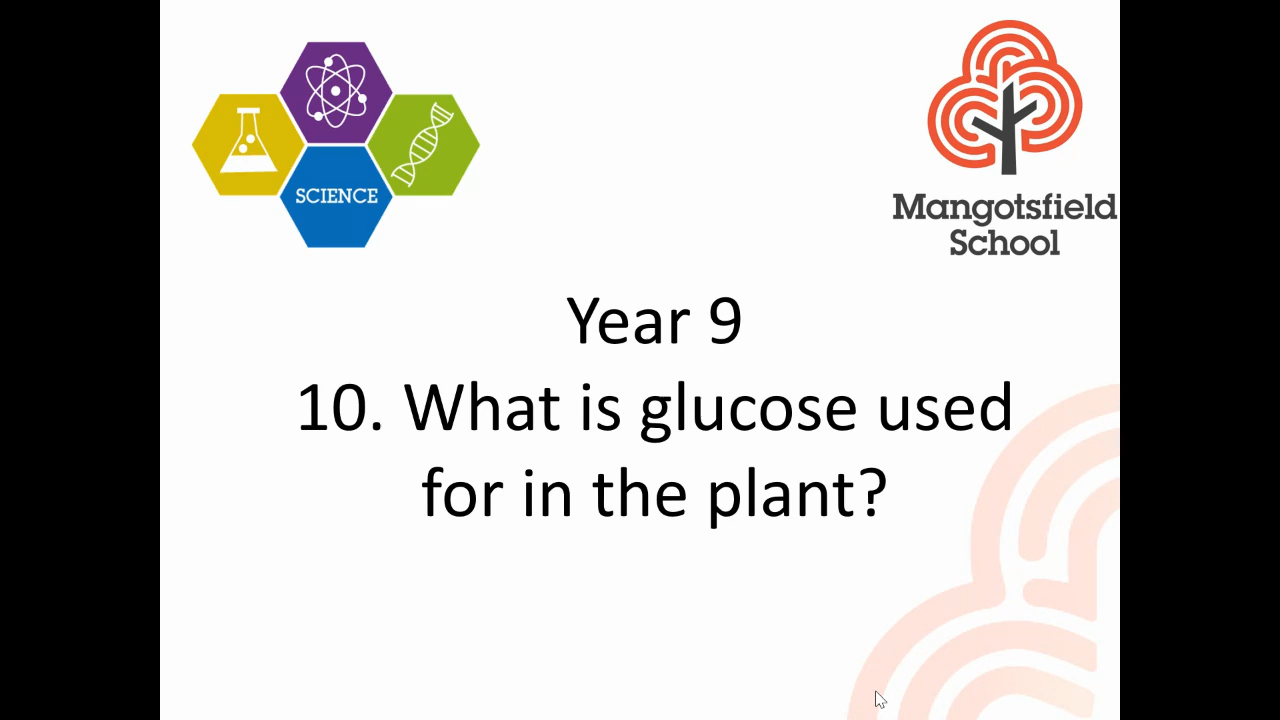 SCIENCE
Mangotsfield
School
Year 9
10. What is glucose used
for in the plant?